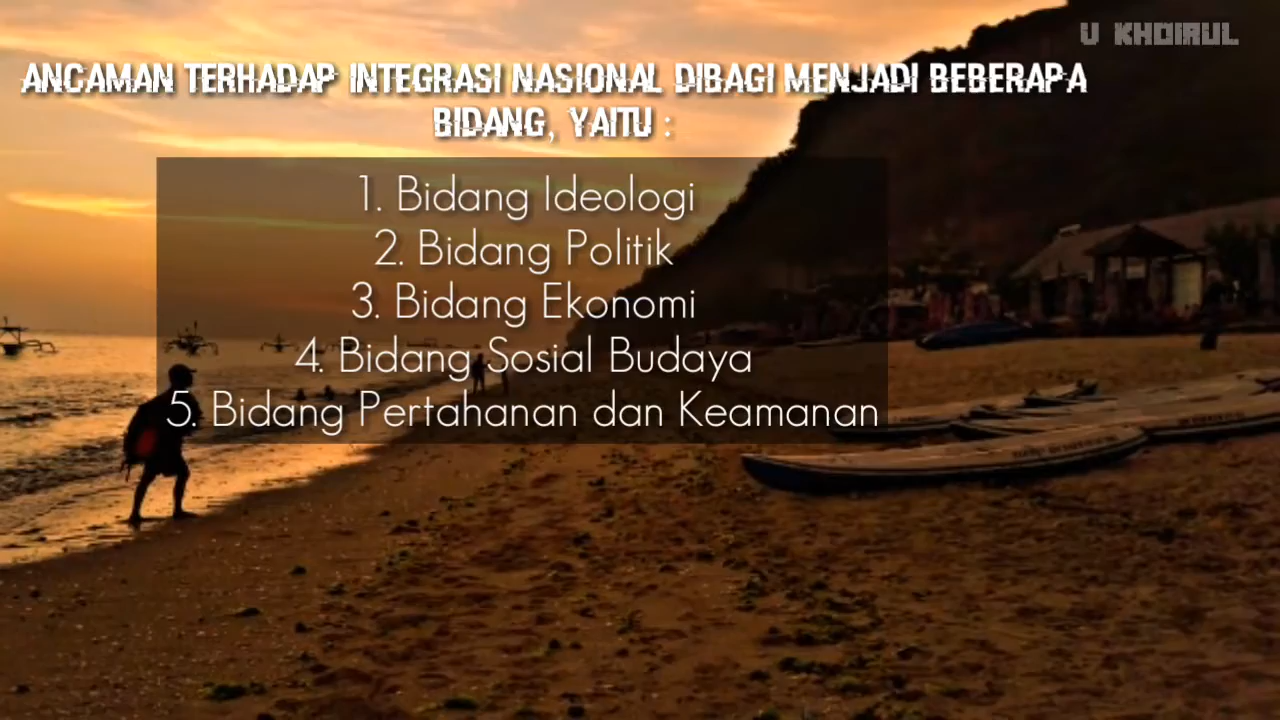 U KHOIRUL
ANCAMAN TERHADAP INTEGRASI NASIONAL DIBAGI MENJADI BEBERAPA
BIDANG, YAITU :
1. Bidang Ideologi
2. Bidang Politik
3. Bidang Ekonomi
4. Bidang Sosial Budaya
5. Bidang Pertahanan dan Keamanan